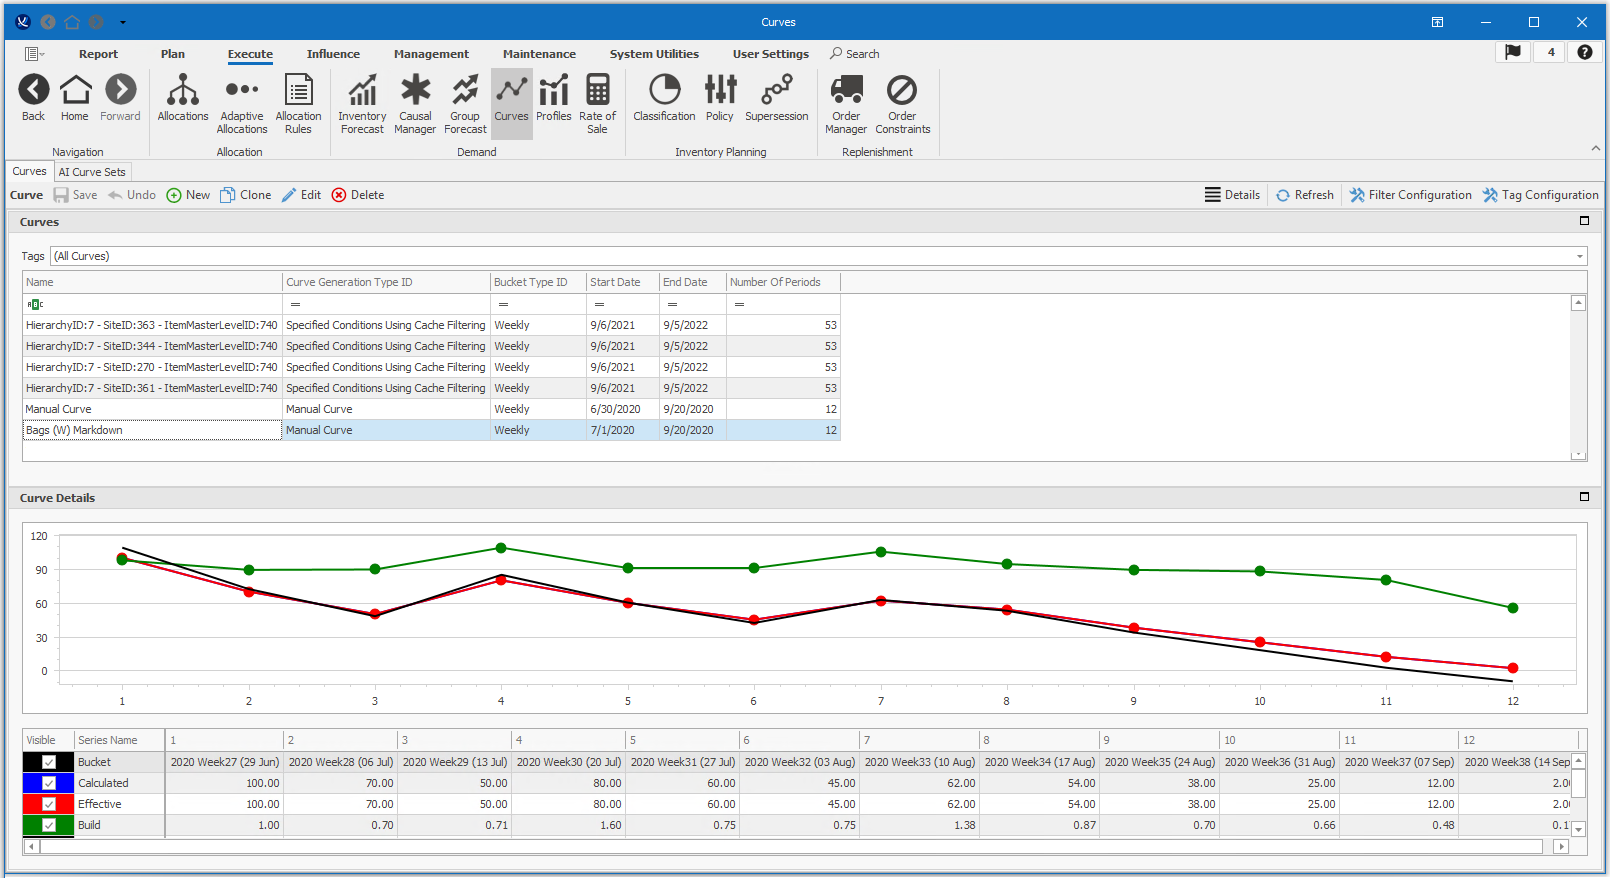 Curves
Report Plan Execute Influence Management Maintenance System Utilities User Settings Search 4 ?
Back Home Forward Allocations Adaptive Allocations Allocation Rules Inventory Forecast Causal Manager Group Forecast Curves Profiles Rate of Sale Classification Policy Supersession Order Manager Order Constraints
Navigation Allocation Demand Inventory Planning Replenishment
Curves AI Curve Sets
Curve Save Undo New Clone Edit Delete Details Refresh Filter Configuration Tag Configuration
Curves
Tags (All Curves)
Name Curve Generation Type ID Bucket Type ID Start Date End Date Number Of Periods
ABC = = = = =
HierarchyID:7 - SiteID:363 - ItemMasterLevelID:740 Specified Conditions Using Cache Filtering Weekly 9/6/2021 9/5/2022 53
HierarchyID:7 - SiteID:344 - ItemMasterLevelID:740 Specified Conditions Using Cache Filtering Weekly 9/6/2021 9/5/2022 53
HierarchyID:7 - SiteID:270 - ItemMasterLevelID:740 Specified Conditions Using Cache Filtering Weekly 9/6/2021 9/5/2022 53
HierarchyID:7 - SiteID:361 - ItemMasterLevelID:740 Specified Conditions Using Cache Filtering Weekly 9/6/2021 9/5/2022 53
Manual Curve Manual Curve Weekly 6/30/2020 9/20/2020 12
Bags (W) Markdown Manual Curve Weekly 7/1/2020 9/20/2020 12
Curve Details
120
90
60
30
0
1 2 3 4 5 6 7 8 9 10 11 12
Visible Series Name 1 2 3 4 5 6 7 8 9 10 11 12
Bucket 2020 Week27 (29 Jun) 2020 Week28 (06 Jul) 2020 Week29 (13 Jul) 2020 Week30 (20 Jul) 2020 Week31 (27 Jul) 2020 Week32 (03 Aug) 2020 Week33 (10 Aug) 2020 Week34 (17 Aug) 2020 Week35 (24 Aug) 2020 Week36 (31 Aug) 2020 Week37 (07 Sep) 2020 Week38 (14 Sep
Calculated 100.00 70.00 50.00 80.00 60.00 45.00 62.00 54.00 38.00 25.00 12.00 2.0
Effective 100.00 70.00 50.00 80.00 60.00 45.00 62.00 54.00 38.00 25.00 12.00 2.0
Build 1.00 0.70 0.71 1.60 0.75 0.75 1.38 0.87 0.70 0.66 0.48 0.1